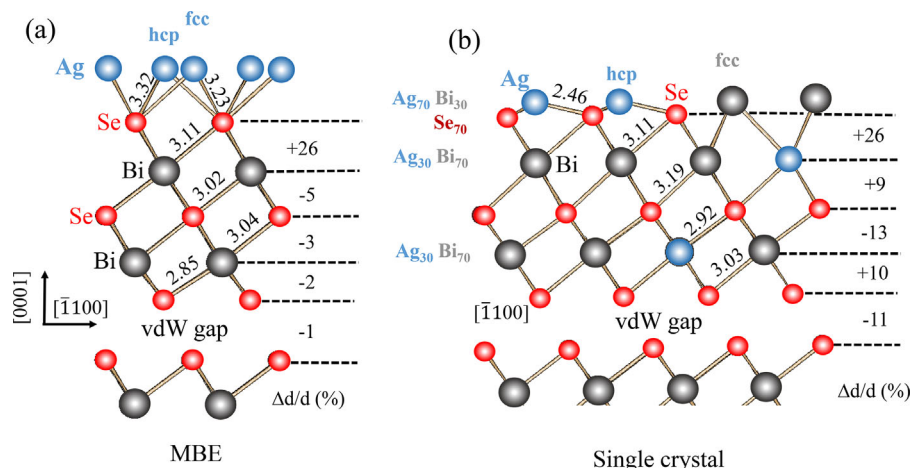 (a)
fcc
hcp
Ag
3.32
3.23
Se
3.11
+26
Bi
-5
3.02
Se
3.04
-3
Bi
2.85
-2
[0001]
[1̄100]
vdW gap
-1
Δd/d (%)
MBE
(b)
fcc
Ag
hcp
2.46
Se
Ag70 Bi30
Se70
3.11
+26
Ag30 Bi70
Bi
3.19
+9
2.92
-13
Ag30 Bi70
3.03
+10
[1̄100]
vdW gap
-11
Δd/d (%)
Single crystal